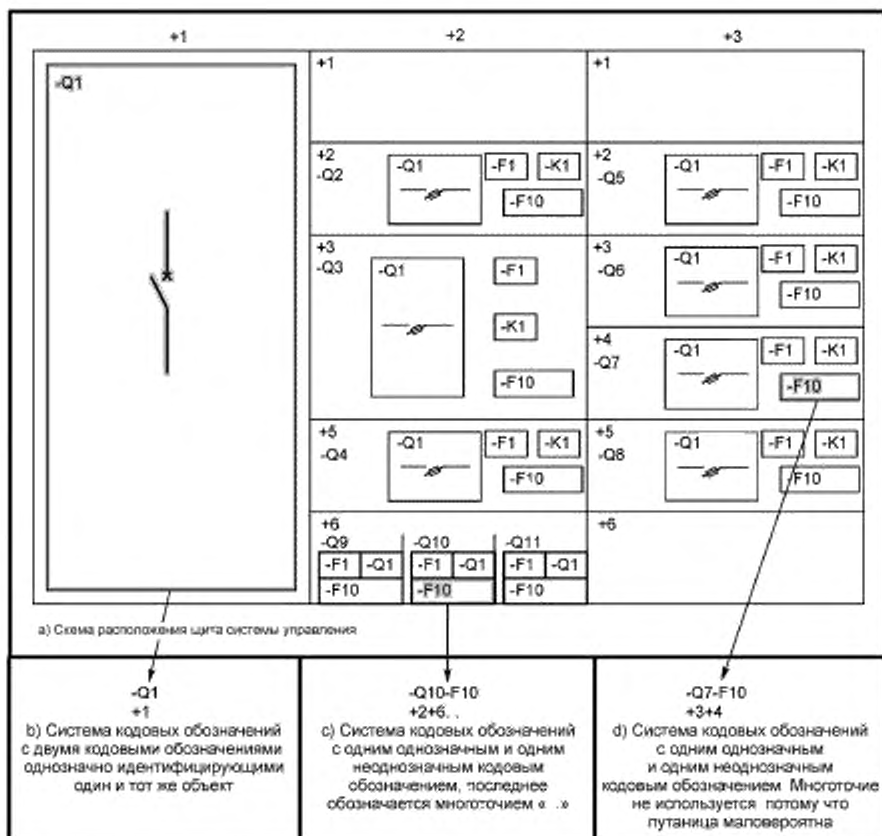 +1 +2 +3
-Q1
+1
+1
+2
-Q2
-Q1 -F1 -K1
-F10
+2
-Q5
-Q1 -F1 -K1
-F10
+3
-Q3
-Q1 -F1
-K1
-F10
+3
-Q6
-Q1 -F1 -K1
-F10
+4
-Q7
-Q1 -F1 -K1
-F10
+5
-Q4
-Q1 -F1 -K1
-F10
+5
-Q8
-Q1 -F1 -K1
-F10
+6
-Q9 -Q10 -Q11
-F1 -Q1 -F1 -Q1 -F1 -Q1
-F10 -F10 -F10
+6
a) Схема расположения щита системы управления
-Q1
+1
b) Система кодовых обозначений
с двумя кодовыми обозначениями
однозначно идентифицирующими
один и тот же объект
-Q10-F10
+2+6. .
c) Система кодовых обозначений
с одним однозначным и одним
неоднозначным кодовым
обозначением, последнее
обозначается многоточием « ..»
-Q7-F10
+3+4
d) Система кодовых обозначений
с одним однозначным
и одним неоднозначным
кодовым обозначением Многоточие
не используется потому что
путаница маловероятна